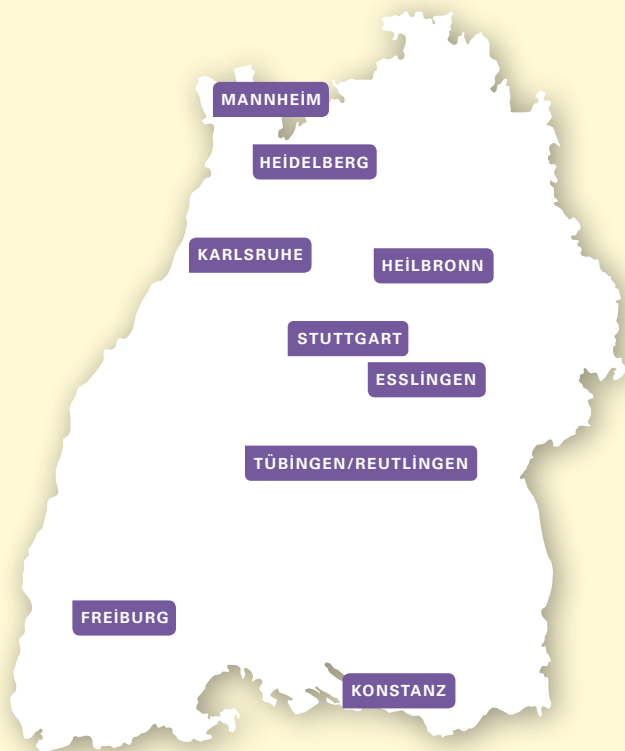 MANNHEİM
HEİDELBERG
KARLSRUHE
HEİLBRONN
STUTTGART
ESSLİNGEN
TÜBİNGEN/REUTLİNGEN
FREİBURG
KONSTANZ